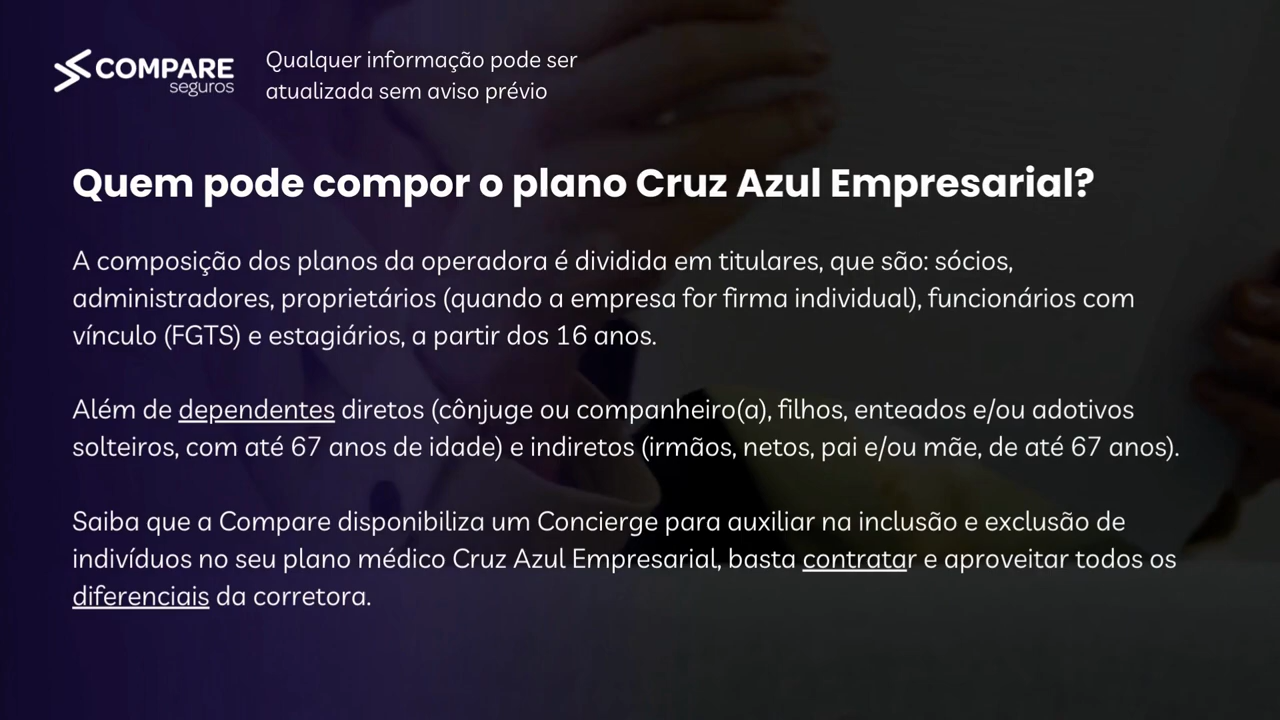 COMPARE
seguros
Qualquer informação pode ser
atualizada sem aviso prévio
Quem pode compor o plano Cruz Azul Empresarial?
A composição dos planos da operadora é dividida em titulares, que são: sócios,
administradores, proprietários (quando a empresa for firma individual), funcionários com
vínculo (FGTS) e estagiários, a partir dos 16 anos.
Além de dependentes diretos (cônjuge ou companheiro(a), filhos, enteados e/ou adotivos
solteiros, com até 67 anos de idade) e indiretos (irmãos, netos, pai e/ou mãe, de até 67 anos).
Saiba que a Compare disponibiliza um Concierge para auxiliar na inclusão e exclusão de
indivíduos no seu plano médico Cruz Azul Empresarial, basta contratar e aproveitar todos os
diferenciais da corretora.